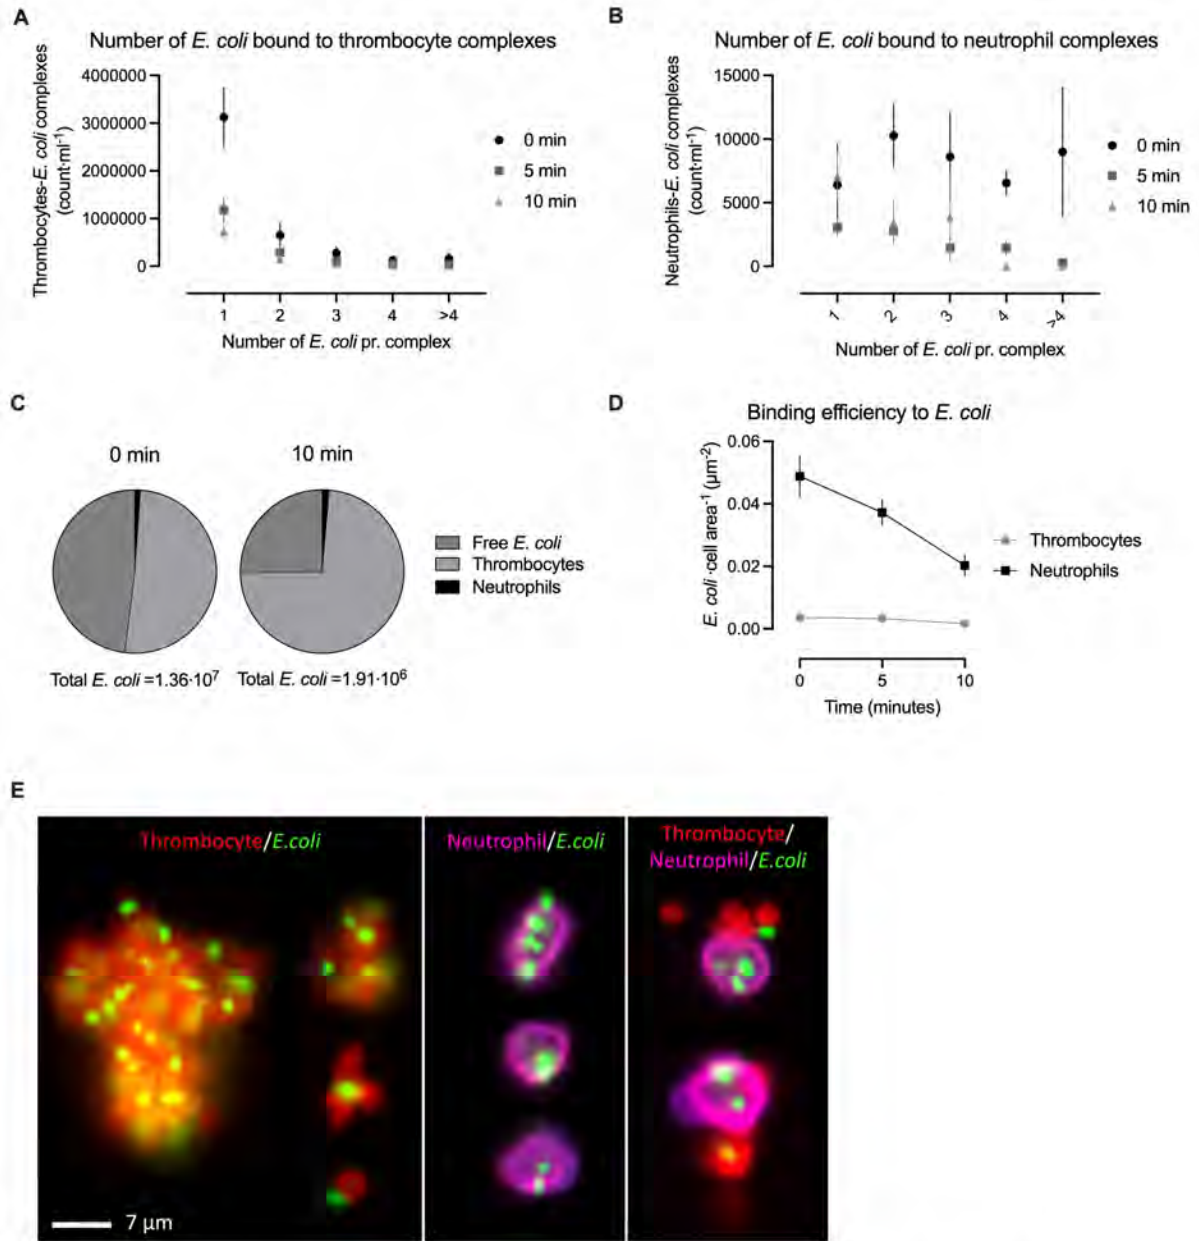 A
Number of E. coli bound to thrombocyte complexes
Thrombocytes-E. coli complexes
(count·ml-1)
4000000
3000000
2000000
1000000
0
1 2 3 4 >4
Number of E. coli pr. complex
0 min
5 min
10 min
B
Number of E. coli bound to neutrophil complexes
Neutrophils-E. coli complexes
(count·ml-1)
15000
10000
5000
0
1 2 3 4 >4
Number of E. coli pr. complex
0 min
5 min
10 min
C
0 min
10 min
Total E. coli =1.36·10⁷
Total E. coli =1.91·10⁶
Free E. coli
Thrombocytes
Neutrophils
D
Binding efficiency to E. coli
E. coli ·cell area-1 (µm-2)
0.06
0.04
0.02
0.00
0 5 10
Time (minutes)
Thrombocytes
Neutrophils
E
Thrombocyte/E.coli
Neutrophil/E.coli
Thrombocyte/
Neutrophil/E.coli
7 µm